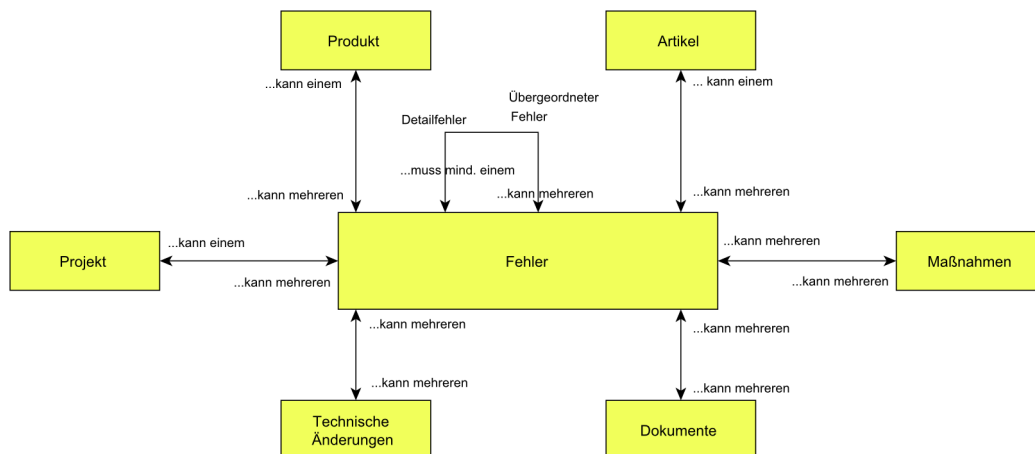 Produkt
Artikel
...kann einem
... kann einem
Übergeordneter
Detailfehler
Fehler
...muss mind. einem
...kann mehreren
...kann mehreren
...kann mehreren
...kann einem
...kann mehreren
Projekt
Fehler
Maßnahmen
...kann mehreren
...kann mehreren
...kann mehreren
...kann mehreren
...kann mehreren
...kann mehreren
Technische
Änderungen
Dokumente